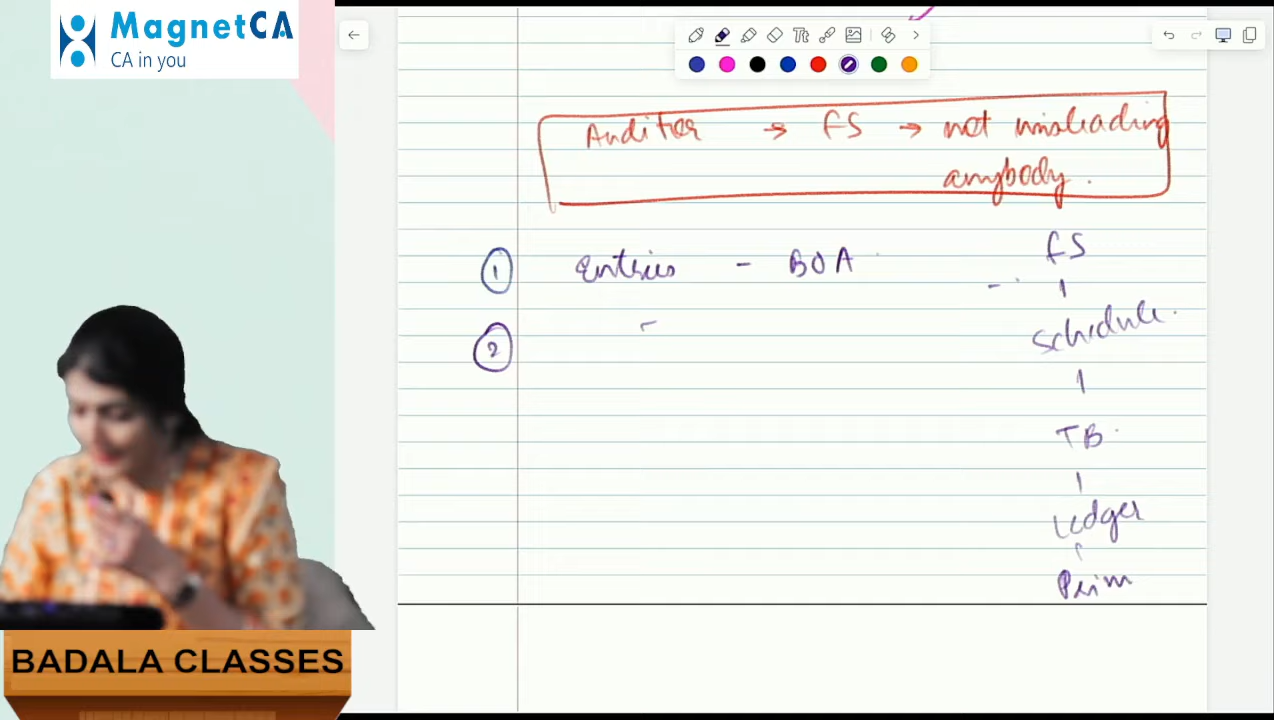 MagnetCA
CA in you
Auditor → FS → not misleading
anybody.
① Entries - BOA
FS
②
Schedule.
TB
Ledger
Prim
BADALA CLASSES